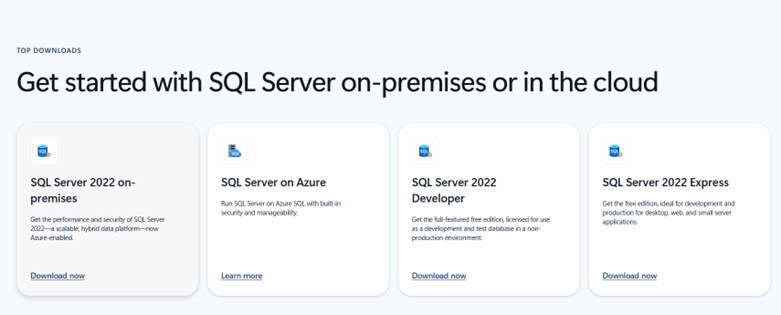 TOP DOWNLOADS
Get started with SQL Server on-premises or in the cloud
SQL Server 2022 on-
premises
Get the performance and security of SQL Server
2022—a scalable, hybrid data platform—now
Azure-enabled.
Download now
SQL Server on Azure
Run SQL Server on Azure SQL with built-in
security and manageability.
Learn more
SQL Server 2022
Developer
Get the full-featured free edition, licensed for use
as a development and test database in a non-
production environment.
Download now
SQL Server 2022 Express
Get the free edition, ideal for development and
production for desktop, web, and small server
applications.
Download now